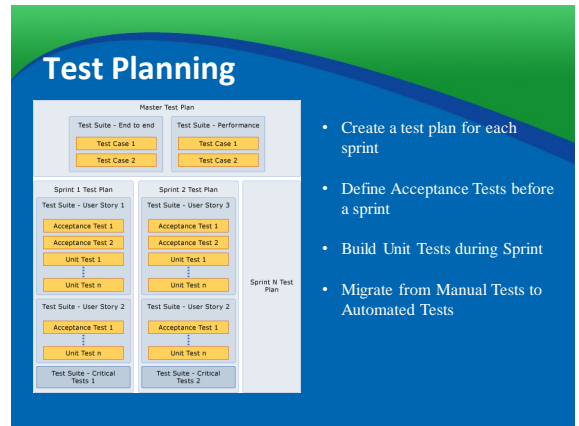 Test Planning
Master Test Plan
Test Suite - End to end
Test Case 1
Test Case 2
Test Suite - Performance
Test Case 1
Test Case 2
Sprint 1 Test Plan
Test Suite - User Story 1
Acceptance Test 1
Acceptance Test 2
Unit Test 1
Unit Test n
Test Suite - User Story 2
Acceptance Test 1
Unit Test n
Test Suite - Critical
Tests 1
Sprint 2 Test Plan
Test Suite - User Story 3
Acceptance Test 1
Acceptance Test 2
Unit Test 1
Unit Test n
Test Suite - User Story 2
Acceptance Test 1
Unit Test n
Test Suite - Critical
Tests 2
Sprint N Test
Plan
• Create a test plan for each
sprint
• Define Acceptance Tests before
a sprint
• Build Unit Tests during Sprint
• Migrate from Manual Tests to
Automated Tests